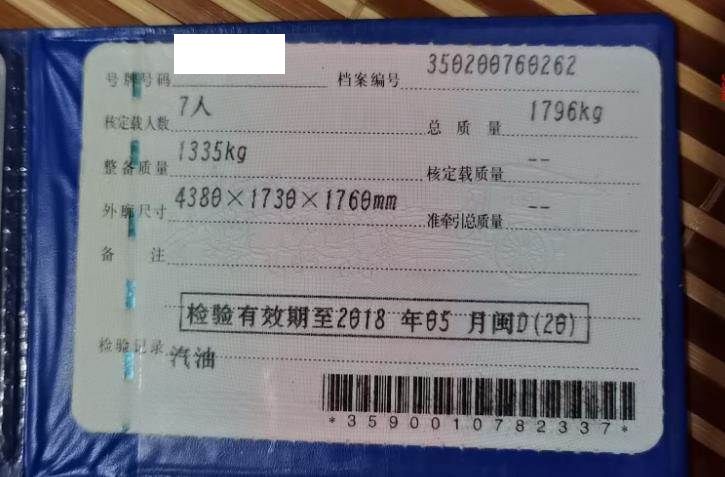 号牌号码 档案编号 350200760262
核定载人数 7人 总质量 1796kg
整备质量 1335kg 核定载质量 --
外廓尺寸 4380×1730×1760mm 准牵引总质量 --
备注
检验有效期至2018 年05 月闽D(20)
检验记录 汽油
*3590010782337*